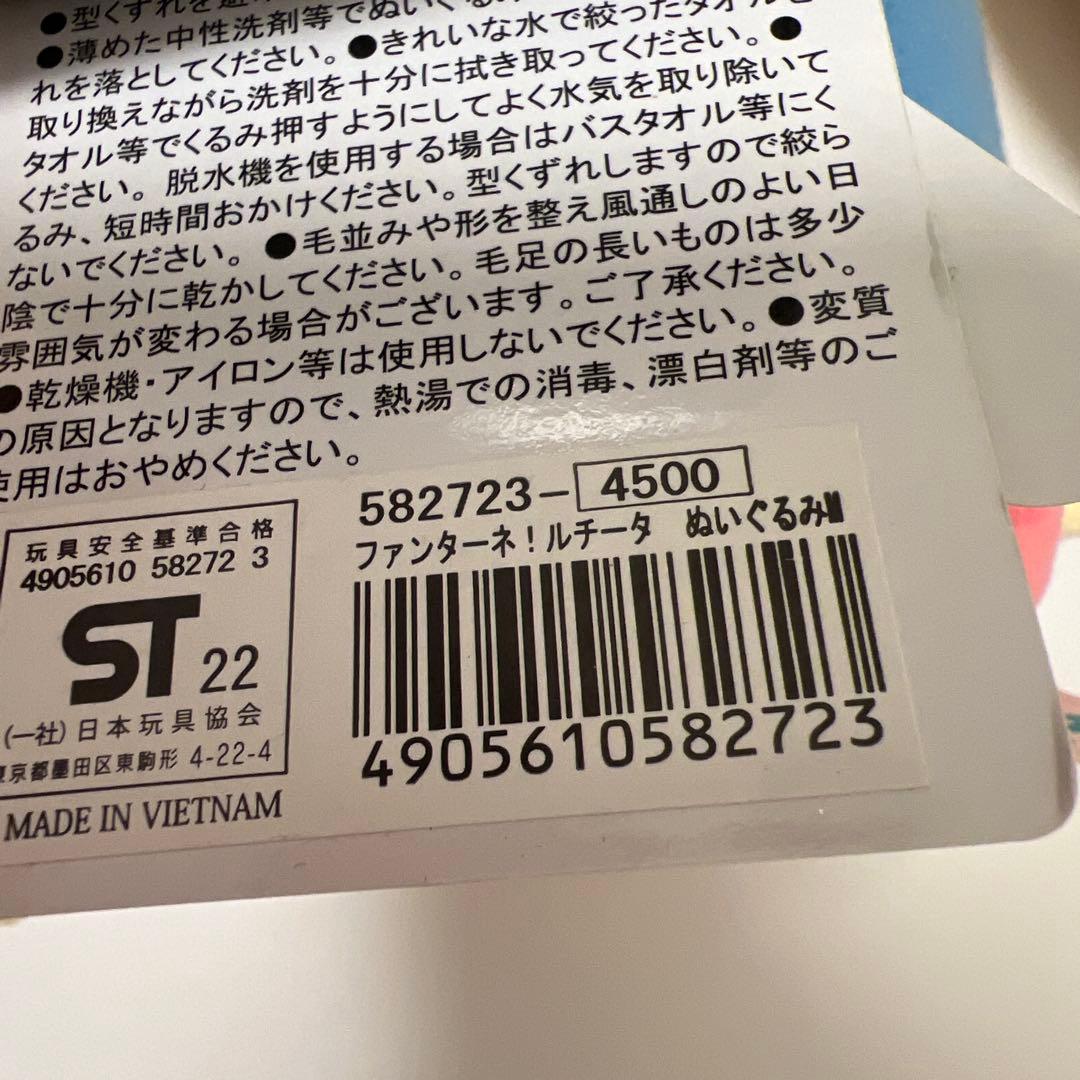 ●型くずれを避
●薄めた中性洗剤等でぬいぐる
れを落としてください。●きれいな水で絞ったタオルを
取り換えながら洗剤を十分に拭き取ってください。●
タオル等でくるみ押すようにしてよく水気を取り除いて
ください。脱水機を使用する場合はバスタオル等にく
るみ、短時間おかけください。型くずれしますので絞ら
ないでください。●毛並みや形を整え風通しのよい日
陰で十分に乾かしてください。毛足の長いものは多少
雰囲気が変わる場合がございます。ご了承ください。
●乾燥機・アイロン等は使用しないでください。●変質
の原因となりますので、熱湯での消毒、漂白剤等のご
使用はおやめください。
582723-4500
ファンターネ!ルチータ ぬいぐるみM
4905610582723
玩具安全基準合格
4905610 58272 3
ST 22
(一社)日本玩具協会
東京都墨田区東駒形 4-22-4
MADE IN VIETNAM